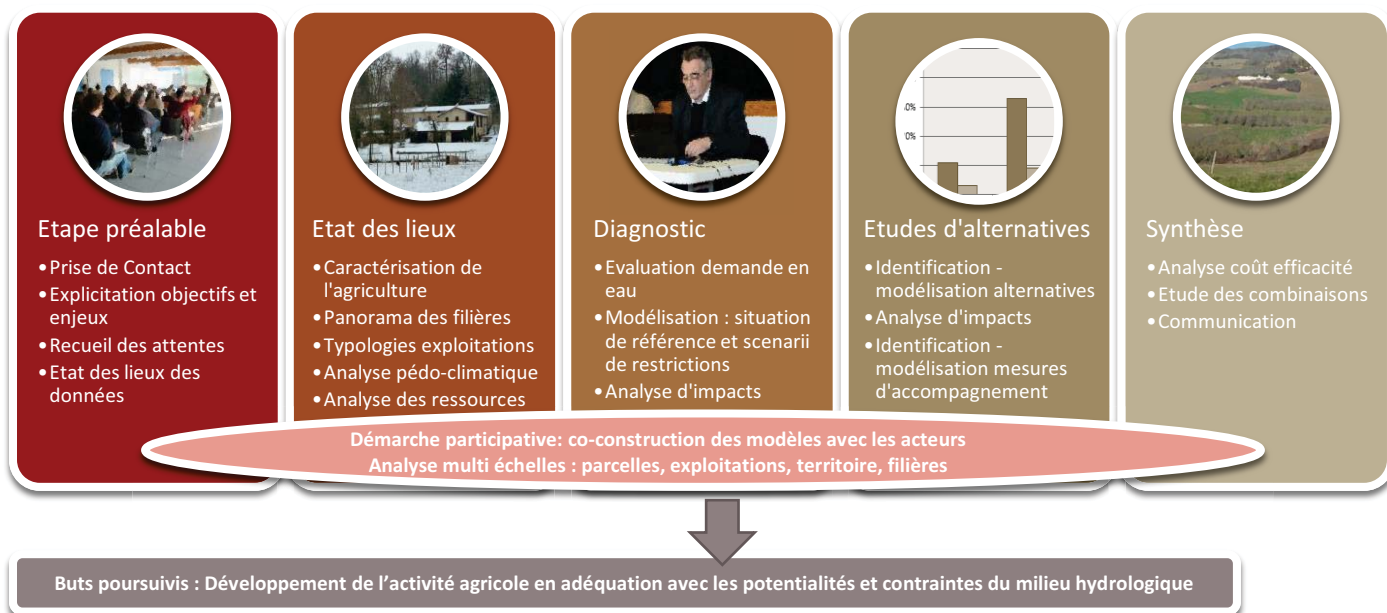 Etape préalable
•Prise de Contact
•Explicitation objectifs et
enjeux
•Recueil des attentes
•Etat des lieux des
données
Etat des lieux
•Caractérisation de
l'agriculture
•Panorama des filières
•Typologies exploitations
•Analyse pédo-climatique
•Analyse des ressources
Diagnostic
•Evaluation demande en
eau
•Modélisation : situation
de référence et scenarii
de restrictions
•Analyse d'impacts
0%
0%
Etudes d'alternatives
•Identification -
modélisation alternatives
•Analyse d'impacts
•Identification -
modélisation mesures
d'accompagnement
Synthèse
•Analyse coût efficacité
•Etude des combinaisons
•Communication
Démarche participative: co-construction des modèles avec les acteurs
Analyse multi échelles : parcelles, exploitations, territoire, filières
Buts poursuivis : Développement de l’activité agricole en adéquation avec les potentialités et contraintes du milieu hydrologique